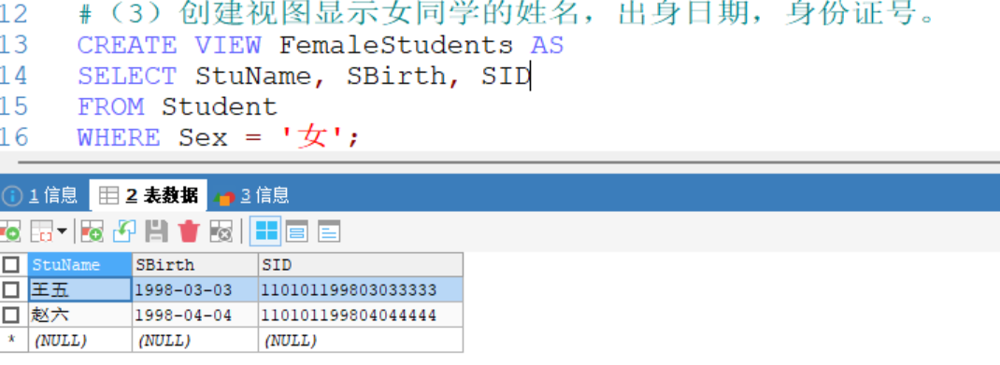 12 #（3）创建视图显示女同学的姓名，出身日期，身份证号。
13 CREATE VIEW FemaleStudents AS
14 SELECT StuName, SBirth, SID
15 FROM Student
16 WHERE Sex = '女';
1 信息 2 表数据 3 信息
StuName SBirth SID
王五 1998-03-03 110101199803033333
赵六 1998-04-04 110101199804044444
* (NULL) (NULL) (NULL)